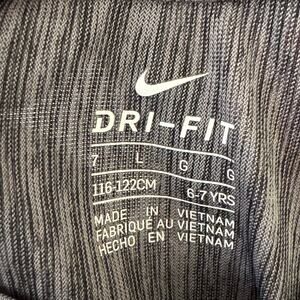 DRI-FIT
7 L G G
116-122CM 6-7 YRS
MADE IN VIETNAM
FABRIQUÉ AU VIETNAM
HECHO EN VIETNAM